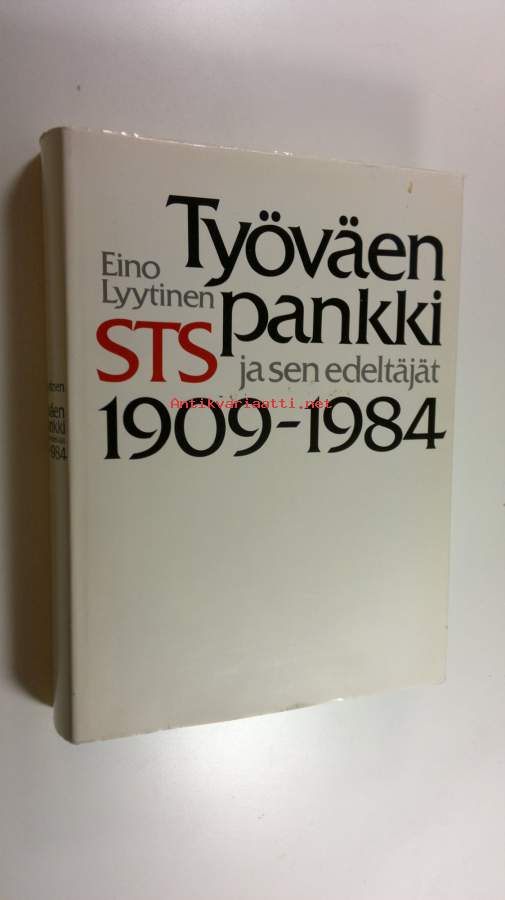 Työväen
Eino
Lyytinen pankki
STS ja sen edeltäjät
Antikvariaatti.net
1909-1984